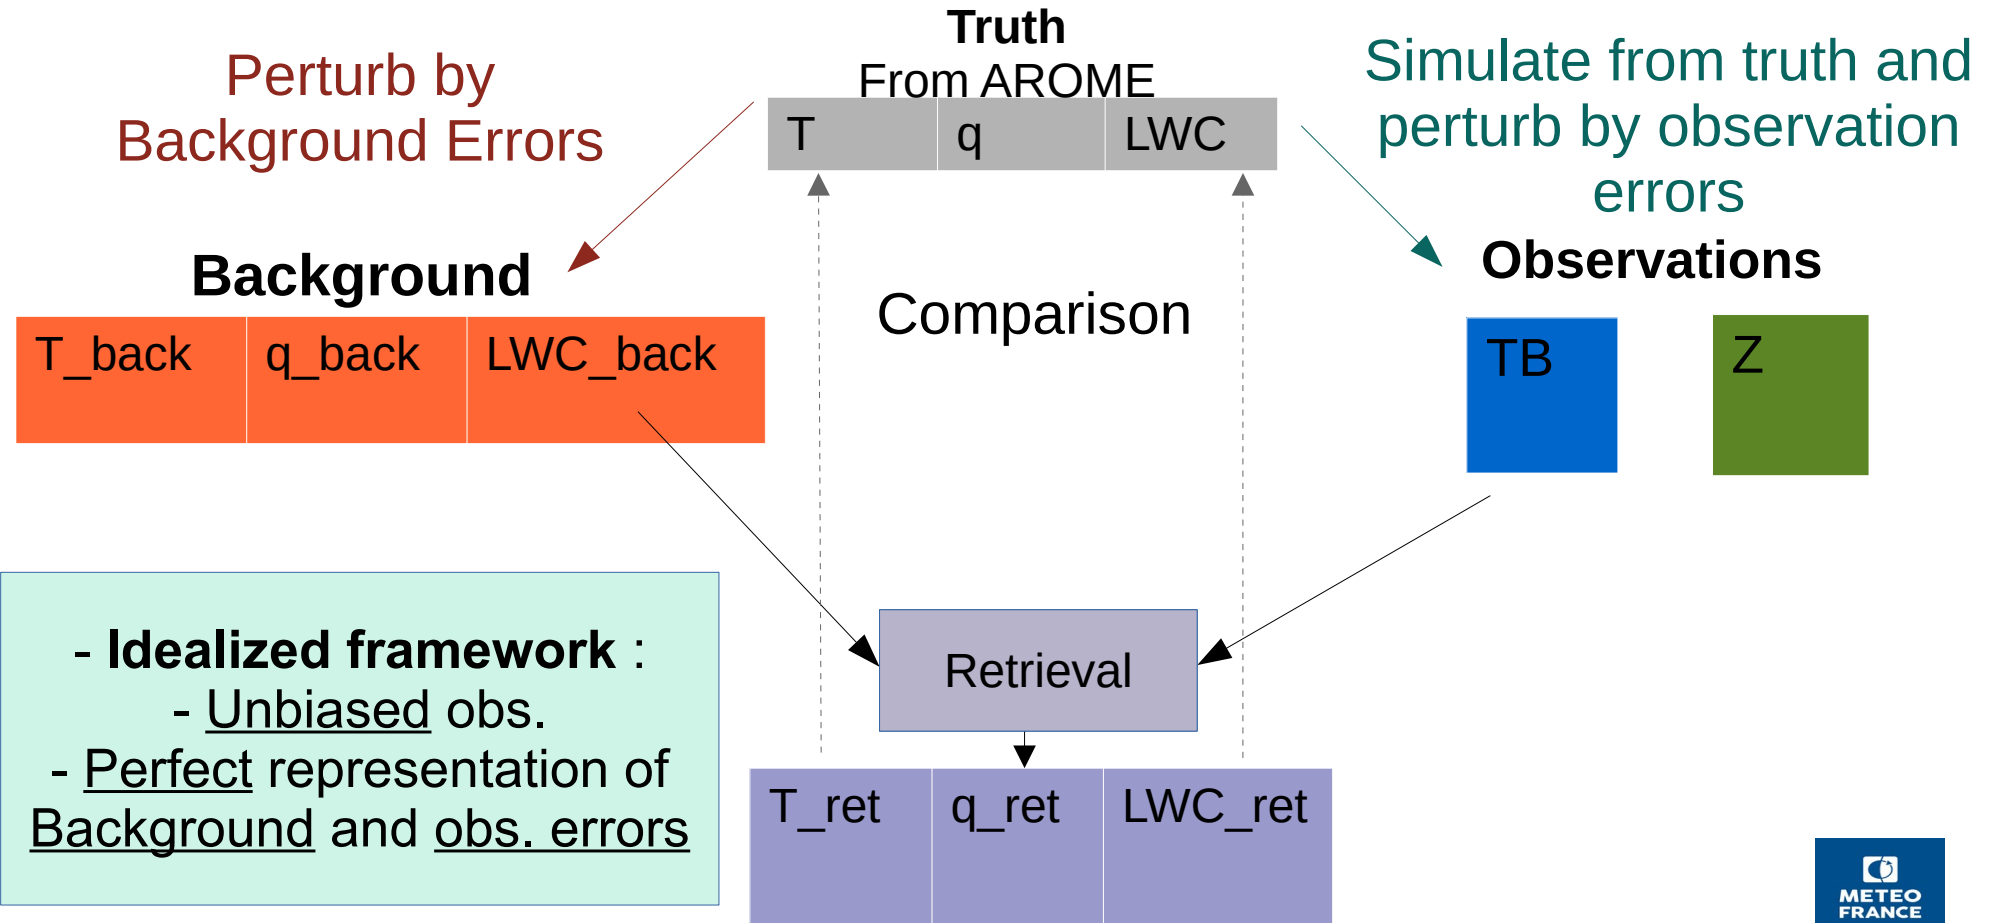 Truth
From AROME
Perturb by
Background Errors
Simulate from truth and
perturb by observation
errors
T q LWC
Background
Observations
Comparison
T_back q_back LWC_back
TB
Z
Retrieval
- Idealized framework :
- Unbiased obs.
- Perfect representation of
Background and obs. errors
T_ret q_ret LWC_ret
METEO
FRANCE